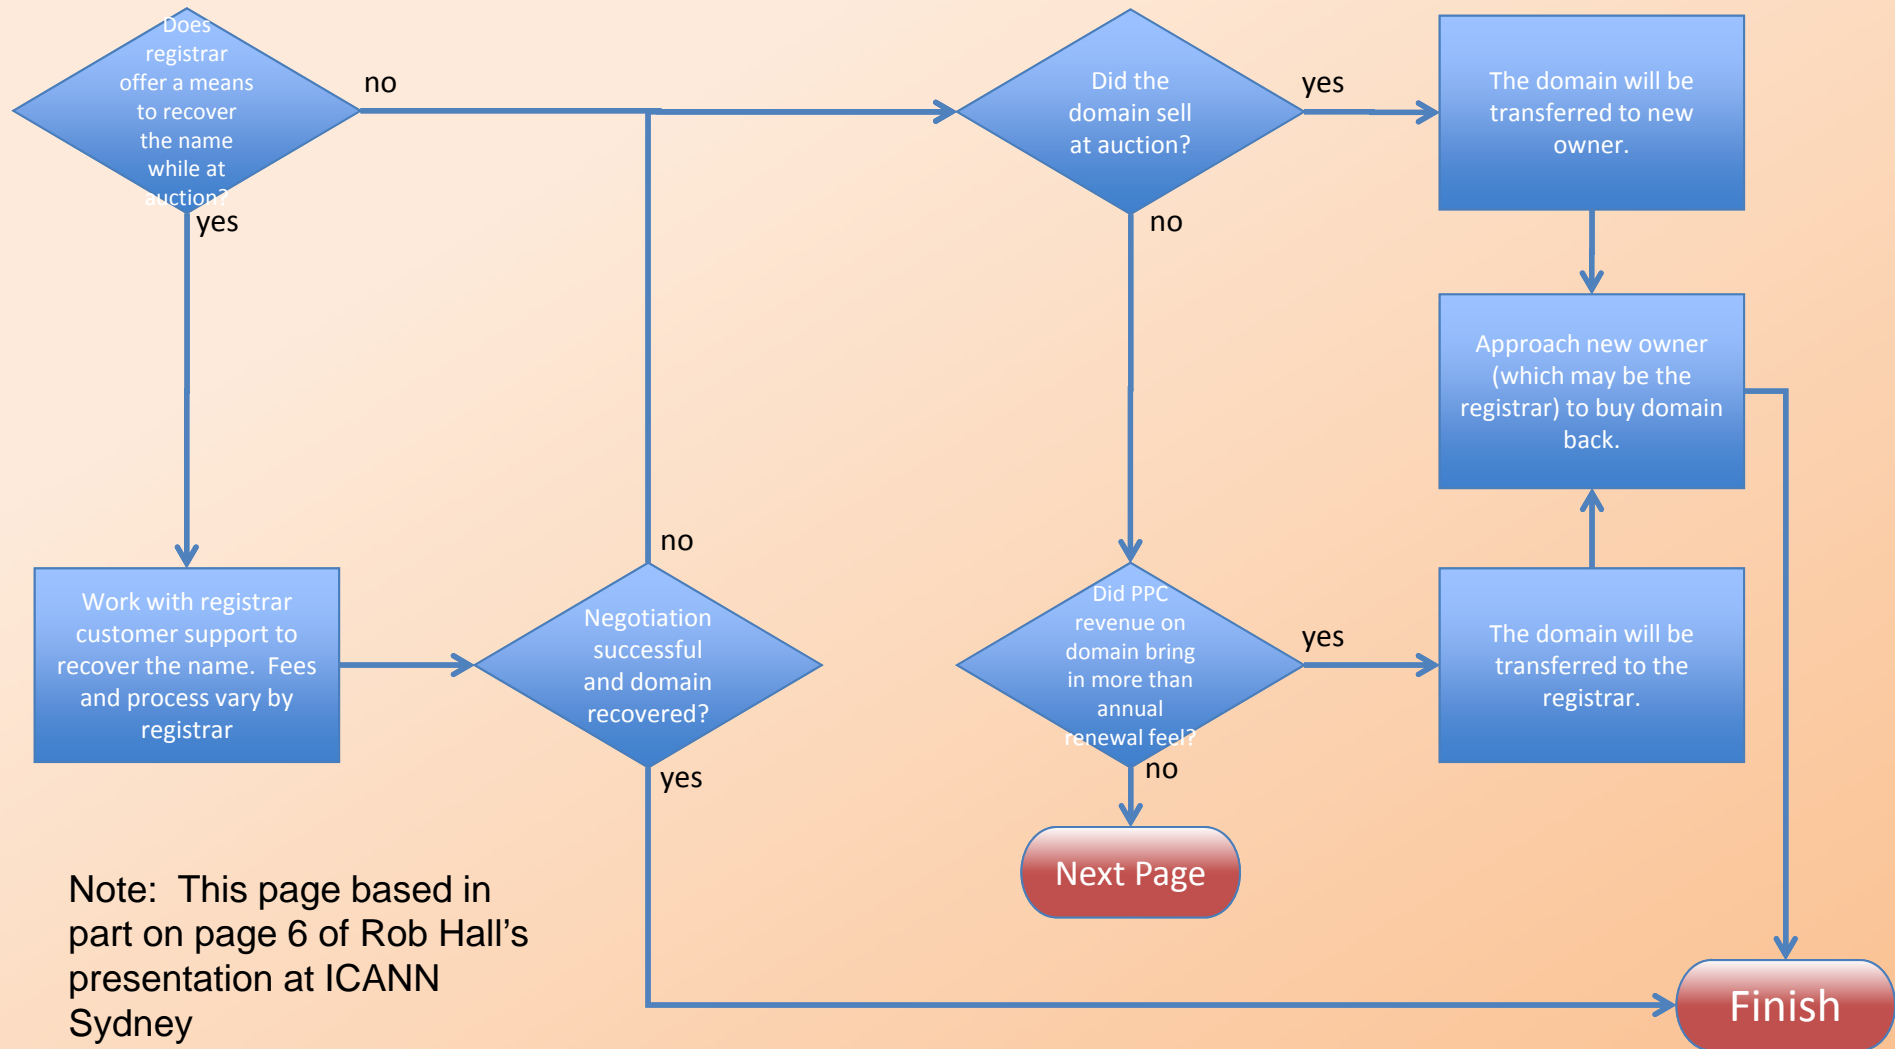 Does
registrar
offer a means
to recover
the name
while at
auction?
no
yes
Did the
domain sell
at auction?
yes
no
The domain will be
transferred to new
owner.
Approach new owner
(which may be the
registrar) to buy domain
back.
Work with registrar
customer support to
recover the name.  Fees
and process vary by
registrar
no
Negotiation
successful
and domain
recovered?
yes
Did PPC
revenue on
domain bring
in more than
annual
renewal feel?
yes
no
The domain will be
transferred to the
registrar.
Next Page
Note:  This page based in
part on page 6 of Rob Hall’s
presentation at ICANN
Sydney
Finish